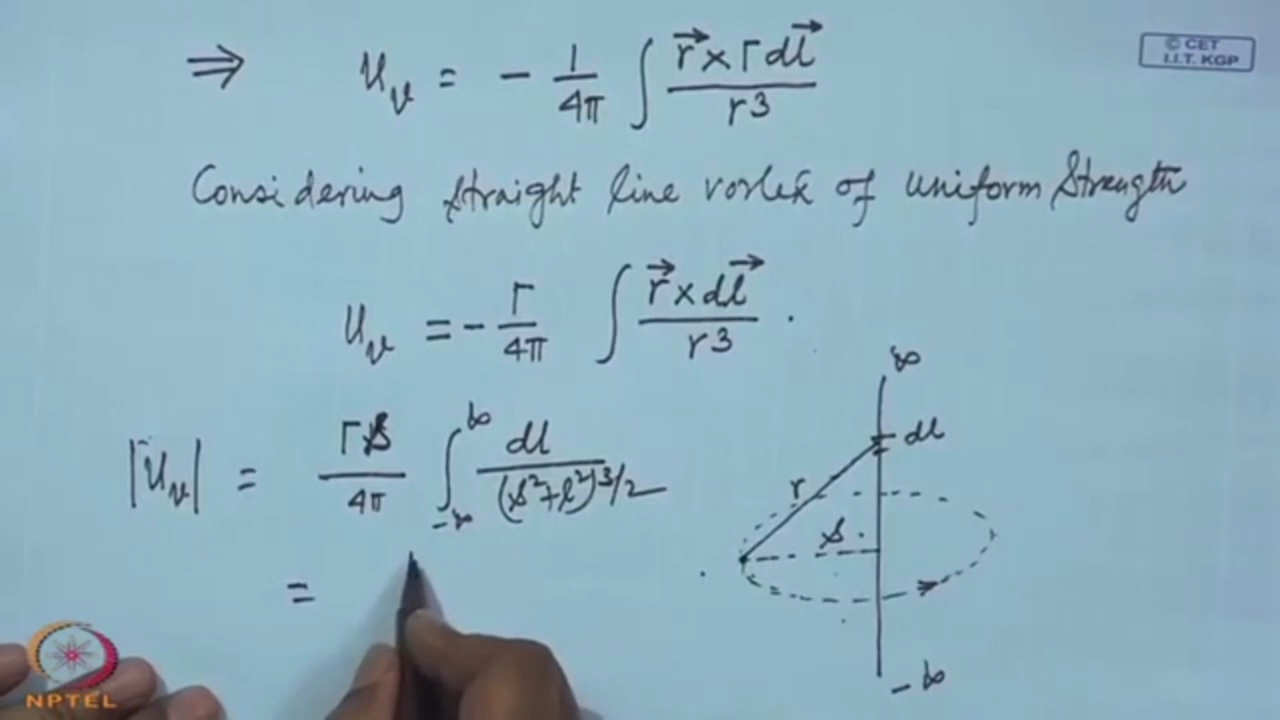 © CET
I.I.T. KGP
⇒ u_v = - 1/4π ∫ r⃗ × Γ dl⃗ / r³
Considering straight line vortex of uniform strength
u_v = - Γ/4π ∫ r⃗ × dl⃗ / r³ .
|u_v| = Γs/4π ∫_{-∞}^{∞} dl / (s² + l²)^{3/2}
=
∞
dl
r
s
-∞
NPTEL